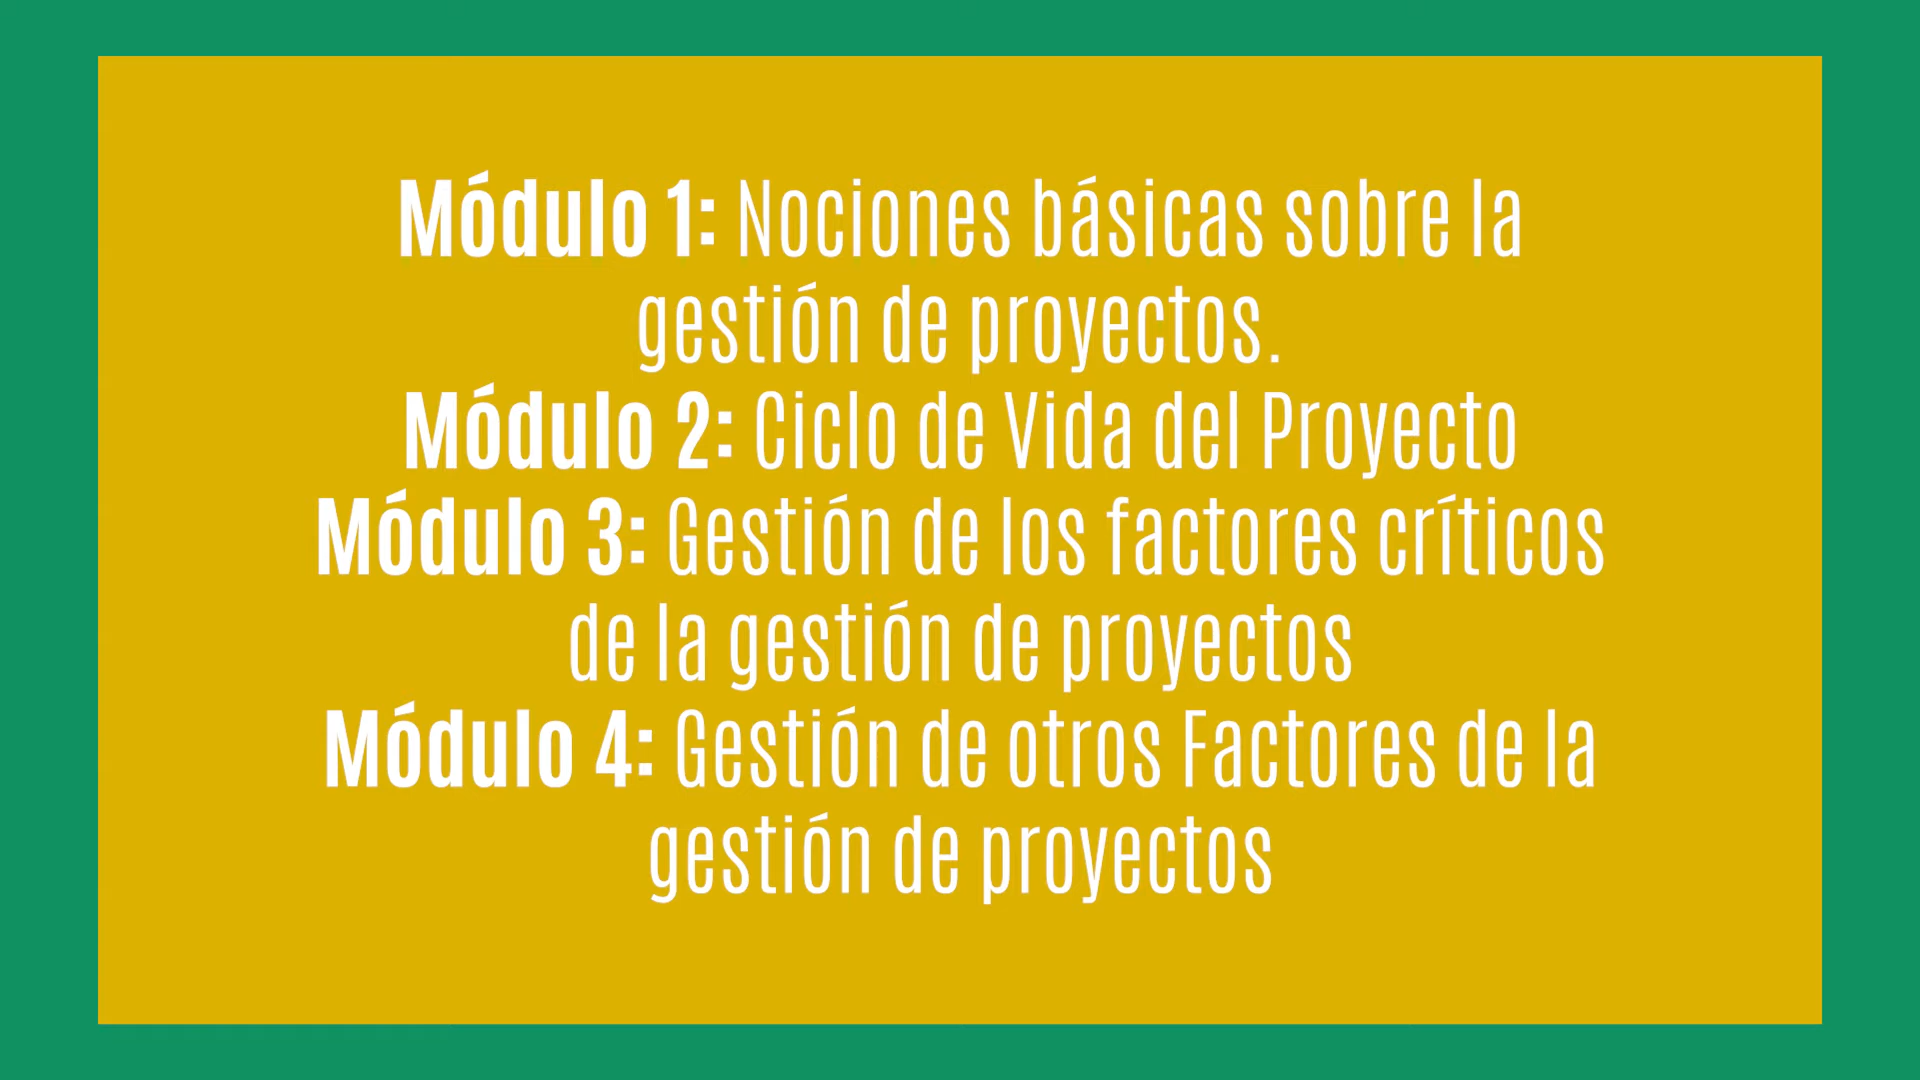 Módulo 1: Nociones básicas sobre la
gestión de proyectos.
Módulo 2: Ciclo de Vida del Proyecto
Módulo 3: Gestión de los factores críticos
de la gestión de proyectos
Módulo 4: Gestión de otros Factores de la
gestión de proyectos